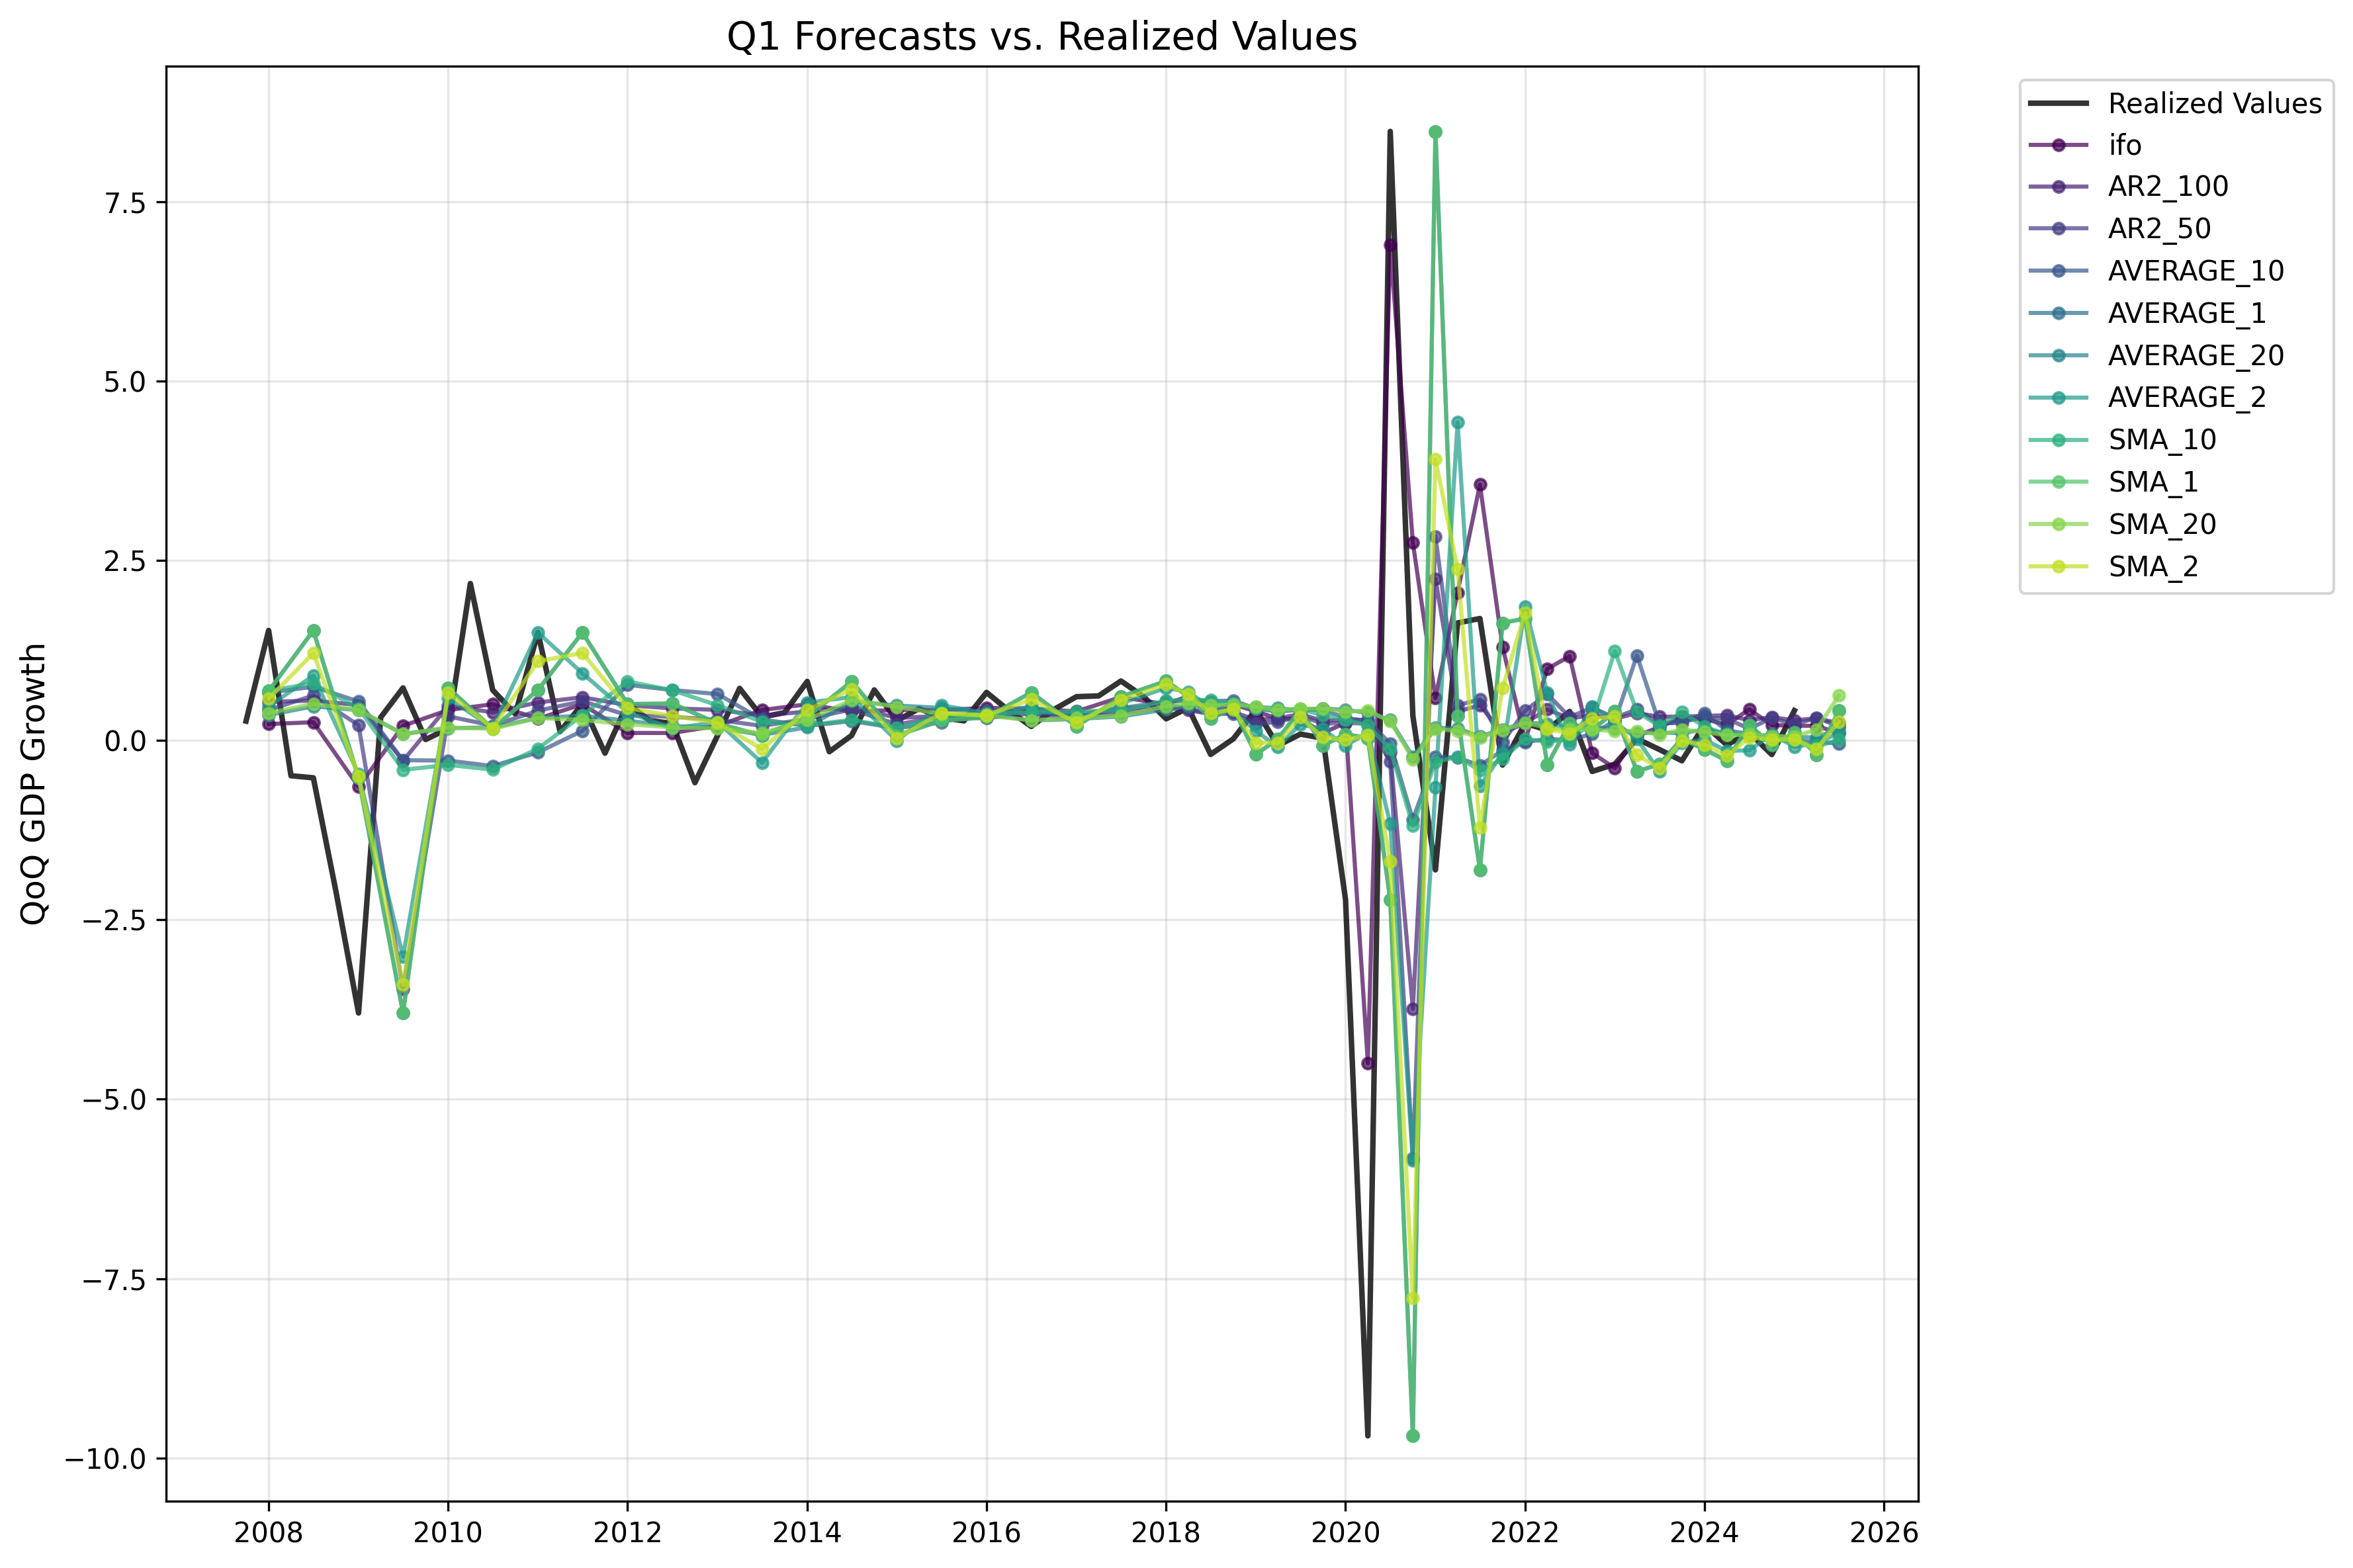 Q1 Forecasts vs. Realized Values
QoQ GDP Growth
7.5
5.0
2.5
0.0
−2.5
−5.0
−7.5
−10.0
2008
2010
2012
2014
2016
2018
2020
2022
2024
2026
Realized Values
ifo
AR2_100
AR2_50
AVERAGE_10
AVERAGE_1
AVERAGE_20
AVERAGE_2
SMA_10
SMA_1
SMA_20
SMA_2